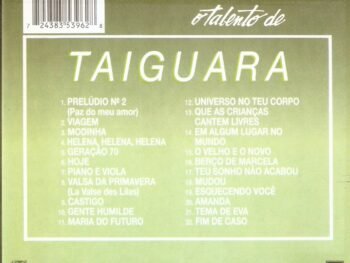 7 24383 53962 8
o talento de
TAIGUARA
1. PRELÚDIO Nº 2
(Paz do meu amor)
2. VIAGEM
3. MODINHA
4. HELENA, HELENA, HELENA
5. GERAÇÃO 70
6. HOJE
7. PIANO E VIOLA
8. VALSA DA PRIMAVERA
(La Valse des Lilas)
9. CASTIGO
10. GENTE HUMILDE
11. MARIA DO FUTURO
12. UNIVERSO NO TEU CORPO
13. QUE AS CRIANÇAS
CANTEM LIVRES
14. EM ALGUM LUGAR NO
MUNDO
15. O VELHO E O NOVO
16. BERÇO DE MARCELA
17. TEU SONHO NÃO ACABOU
18. MUDOU
19. ESQUECENDO VOCÊ
20. AMANDA
21. TEMA DE EVA
22. FIM DE CASO